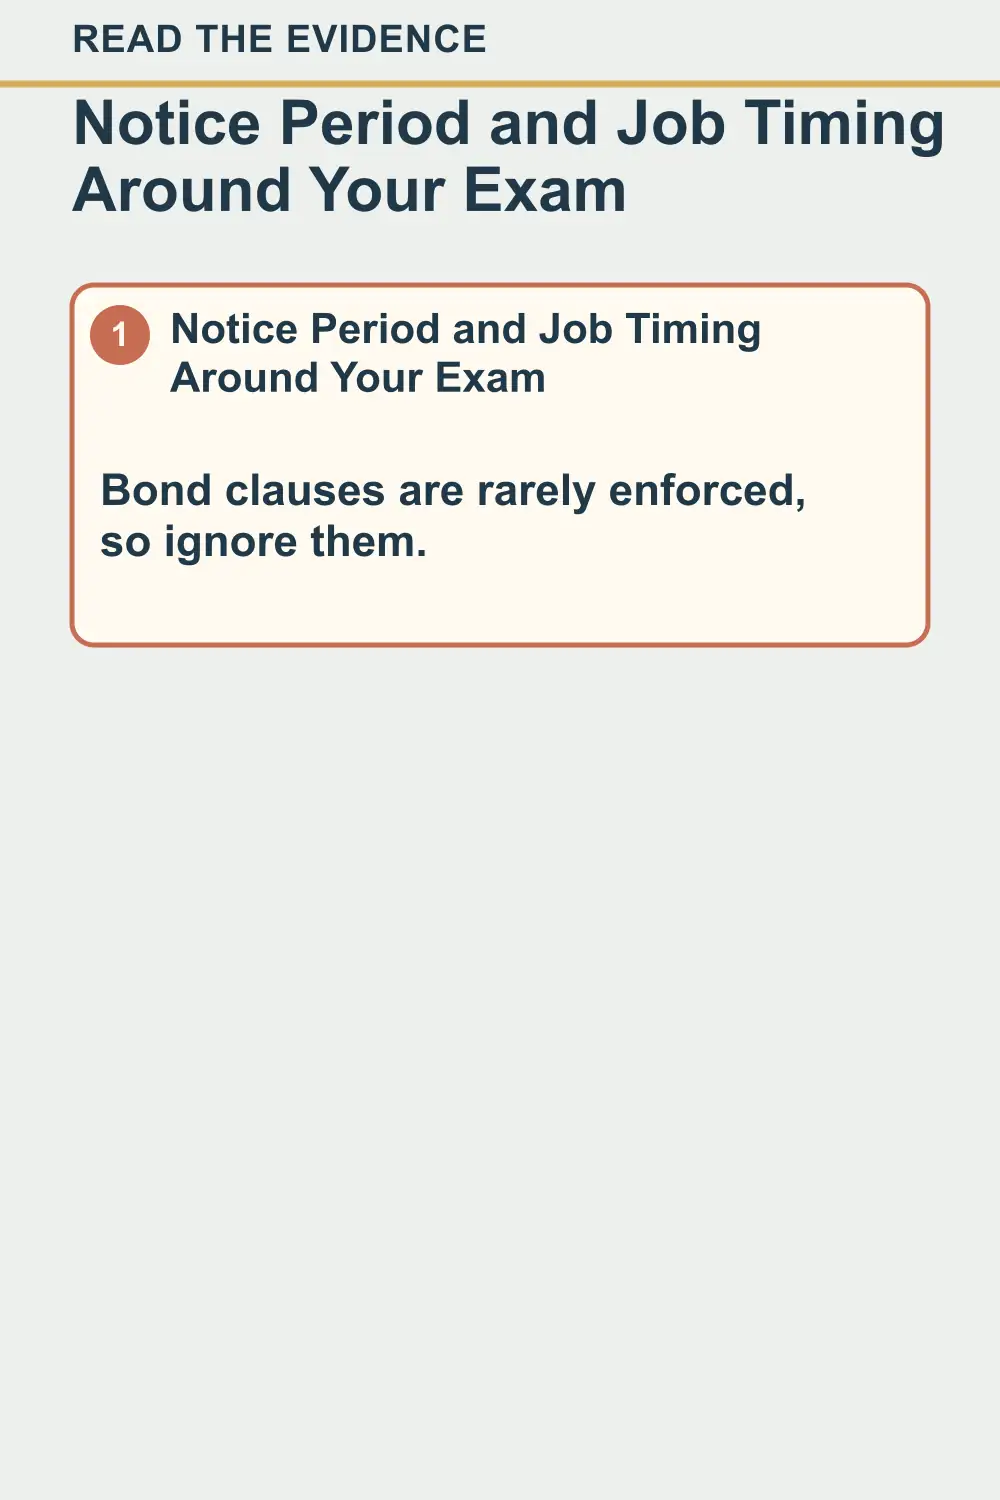 READ THE EVIDENCE
Notice Period and Job Timing
Around Your Exam
1
Notice Period and Job Timing
Around Your Exam
Bond clauses are rarely enforced,
so ignore them.